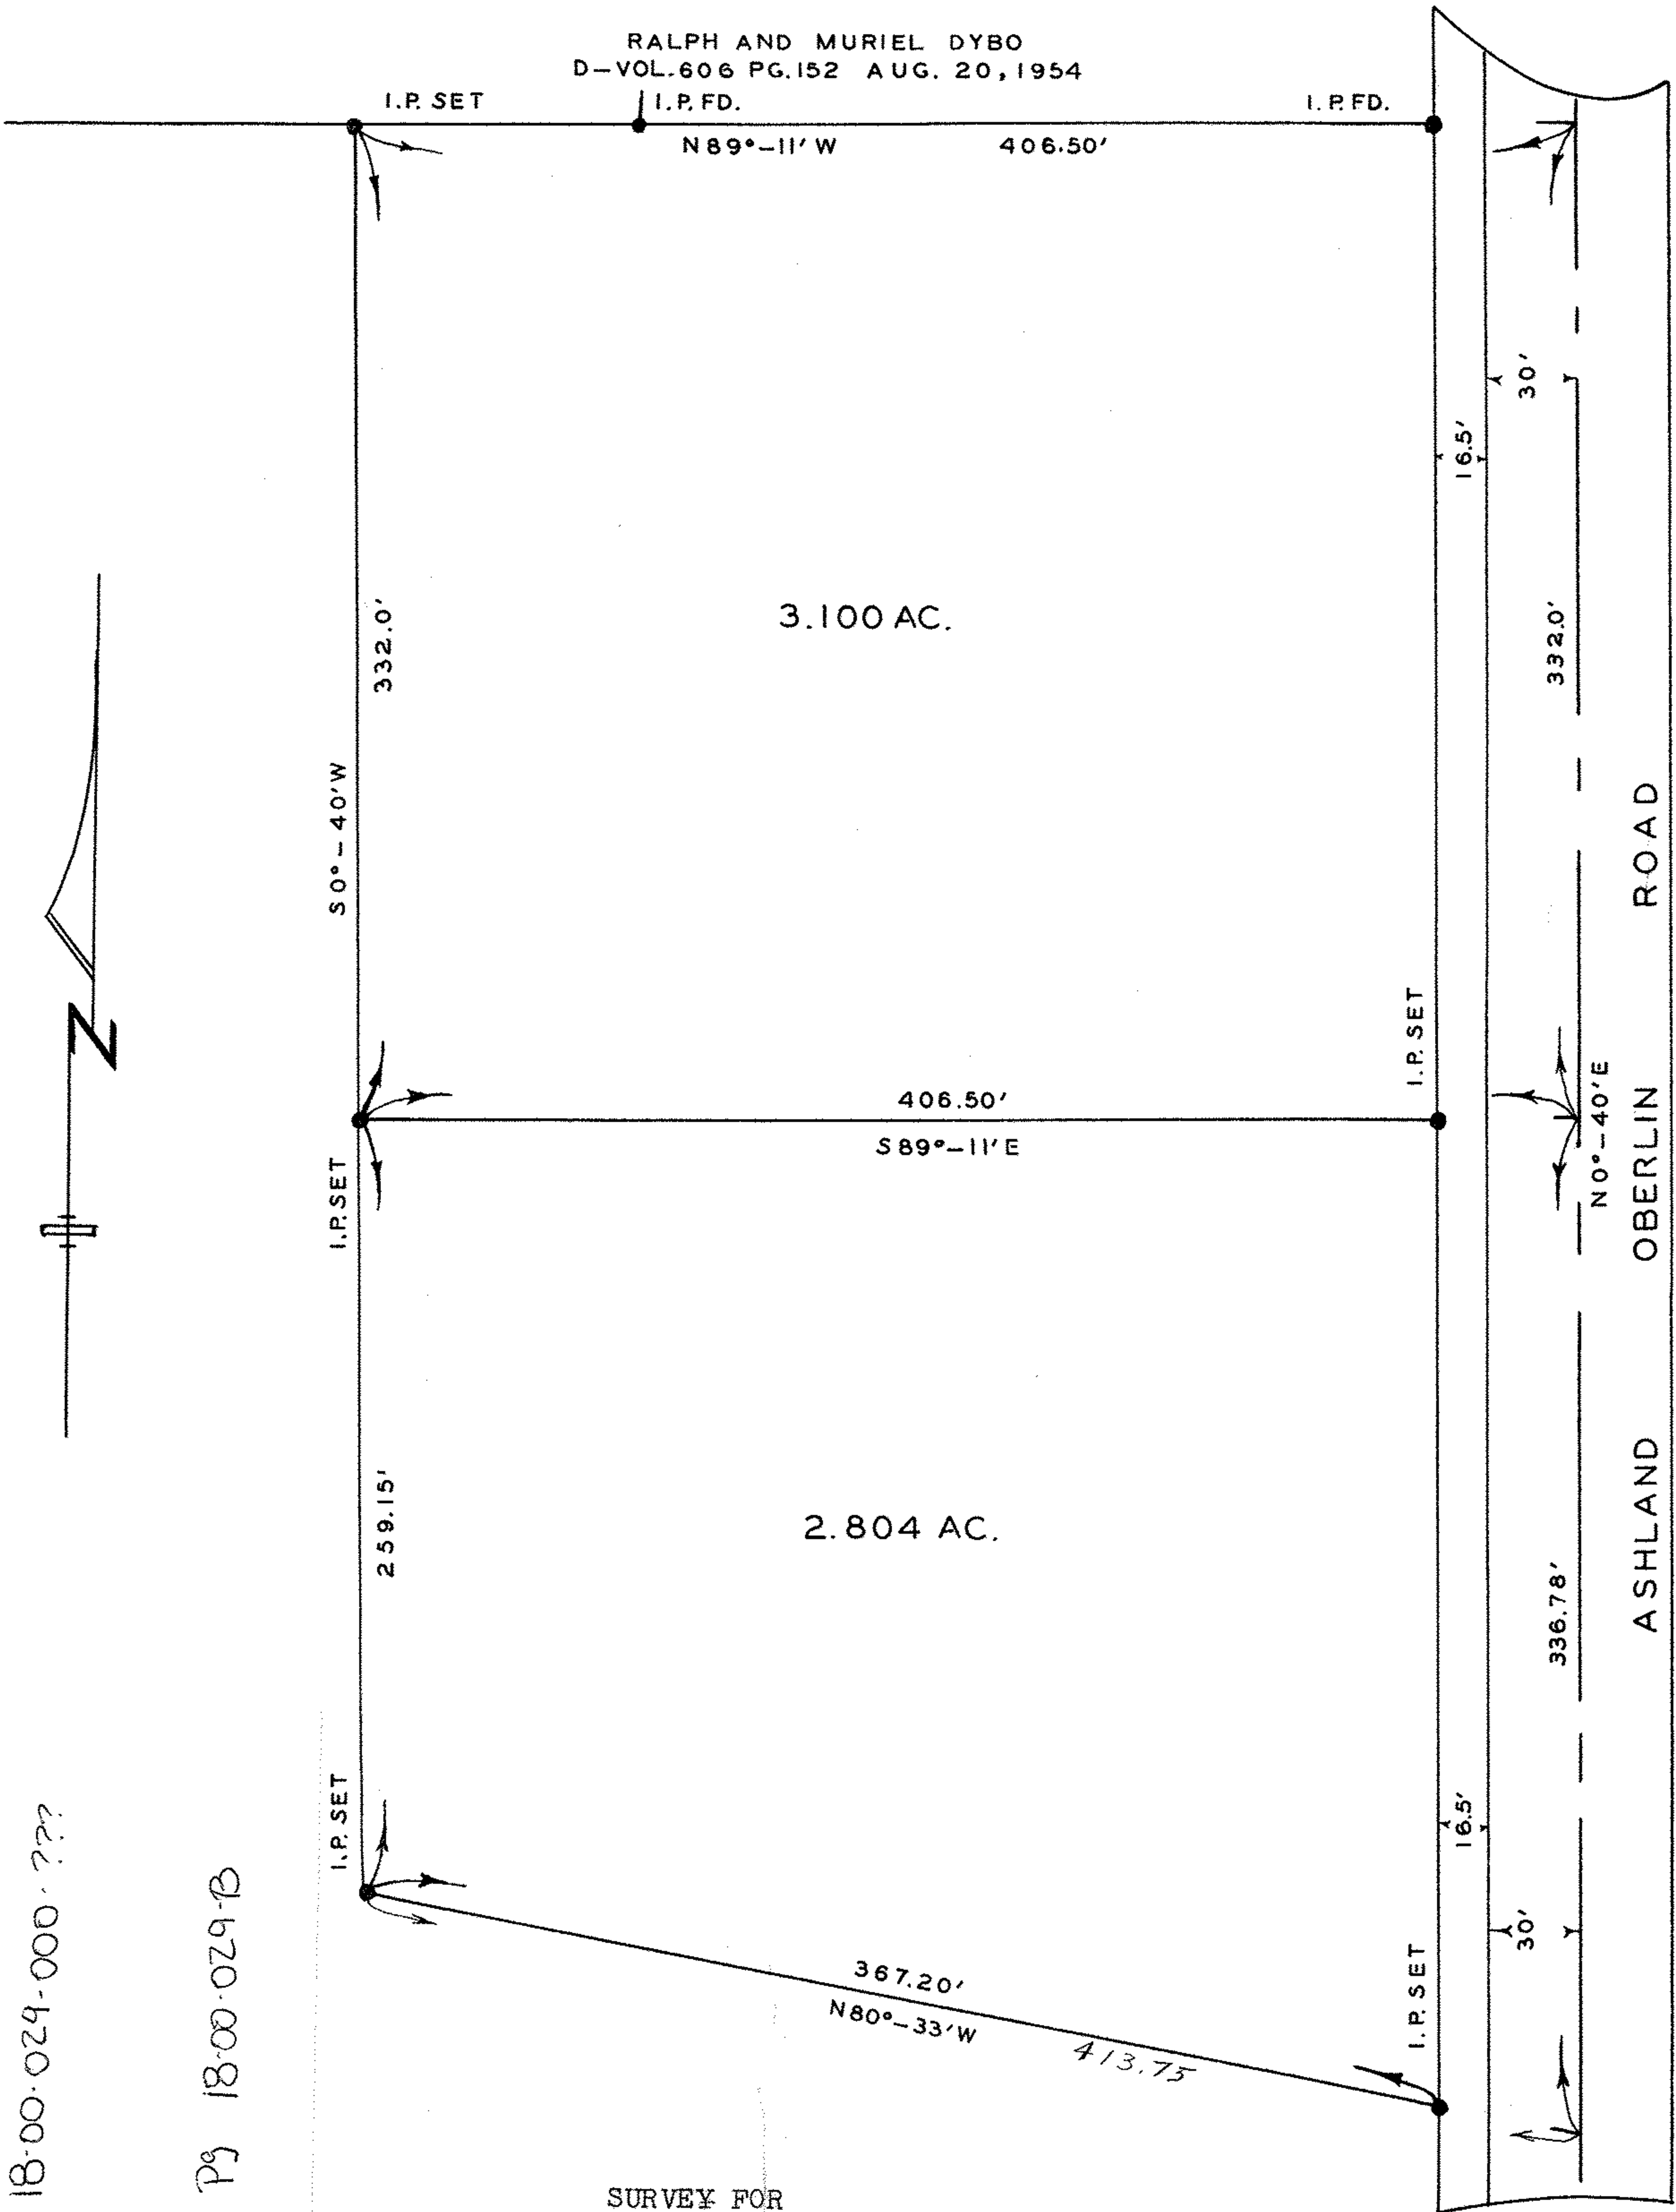 RALPH AND MURIEL DYBO
D-VOL.606 PG.152 AUG. 20, 1954
I.P. SET
I.P. FD.
I.P. FD.
N89°-11'W
406.50'
30'
16.5'
3.100 AC.
332.0'
332.0'
S0°-40'W
ROAD
N
I.P. SET
406.50'
S89°-11'E
I.P. SET
N0°-40'E
OBERLIN
259.15'
2.804 AC.
336.78'
ASHLAND
I.P. SET
16.5'
30'
367.20'
N80°-33'W
413.75
I.P. SET
18-00-029-000-???
Pg 18-00-029-B
SURVEY FOR